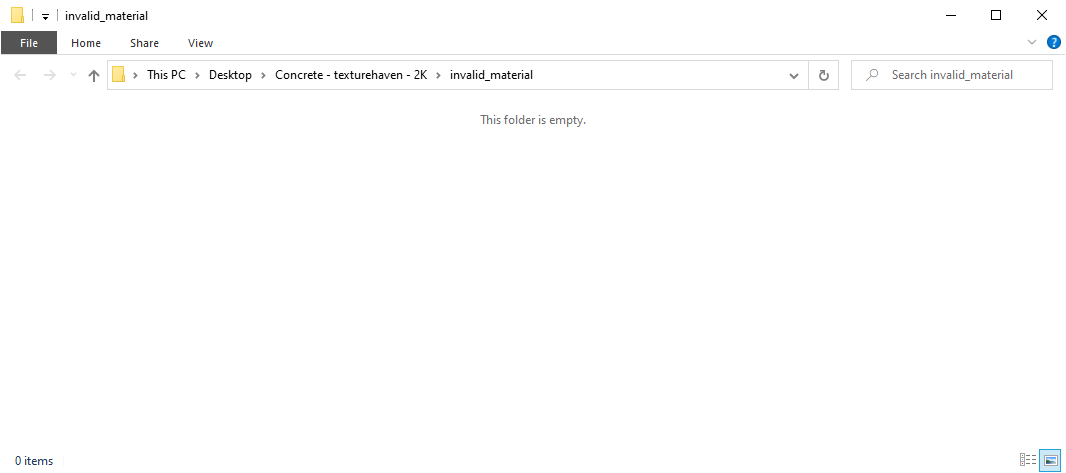 invalid_material
File Home Share View ?
This PC Desktop Concrete - texturehaven - 2K invalid_material Search invalid_material
This folder is empty.
0 items